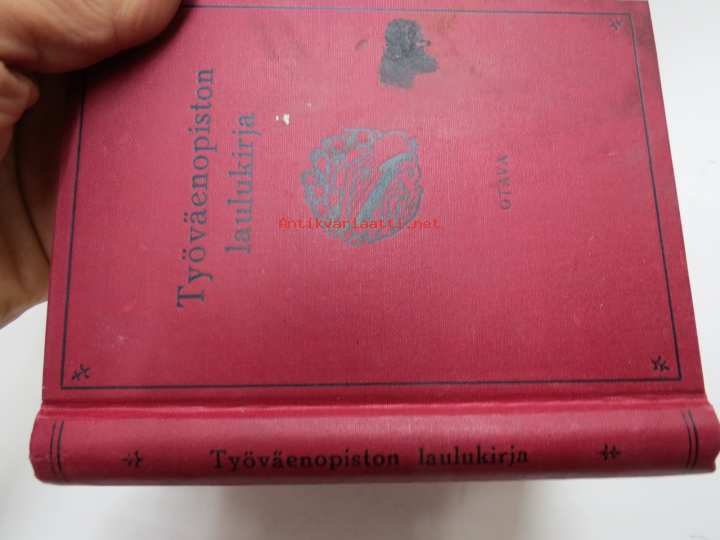 Työväenopiston
laulukirja
OTAVA
Antikvariaatti.net
Työväenopiston laulukirja